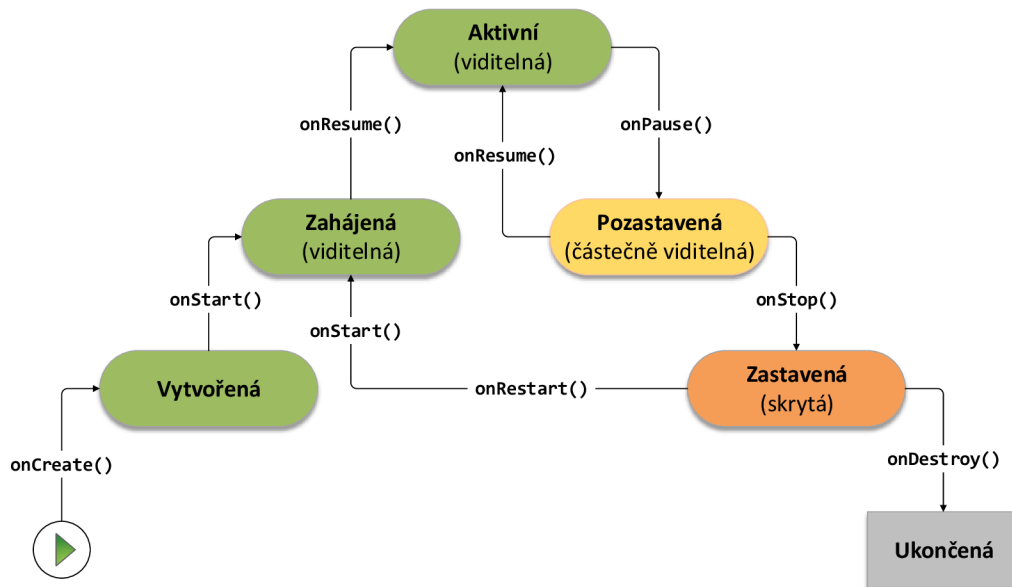 Aktivní
(viditelná)
onResume()
onPause()
onResume()
Zahájená
(viditelná)
Pozastavená
(částečně viditelná)
onStart()
onStart()
onStop()
Vytvořená
onRestart()
Zastavená
(skrytá)
onCreate()
onDestroy()
Ukončená